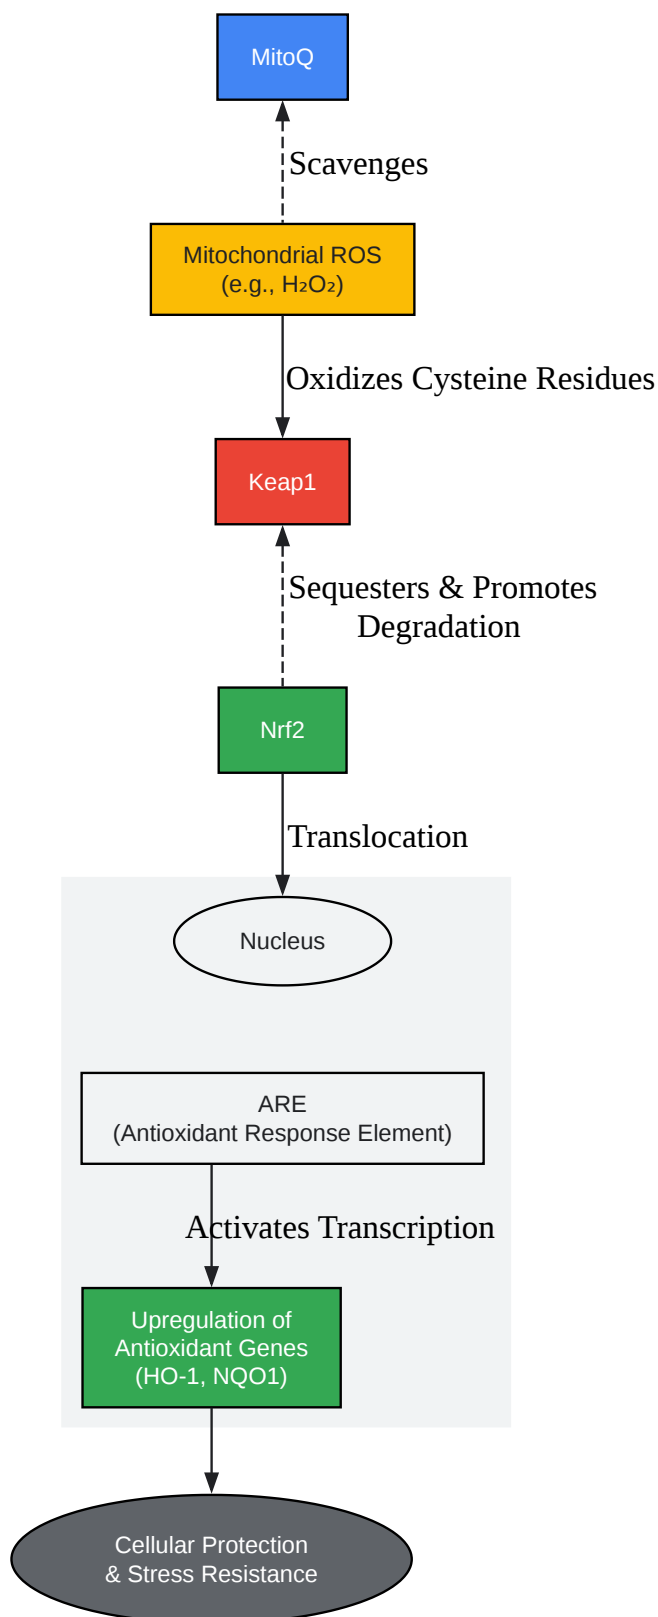 MitoQ
Scavenges
Mitochondrial ROS
(e.g., H₂O₂)
Oxidizes Cysteine Residues
Keap1
Sequesters & Promotes
Degradation
Nrf2
Translocation
Nucleus
ARE
(Antioxidant Response Element)
Activates Transcription
Upregulation of
Antioxidant Genes
(HO-1, NQO1)
Cellular Protection
& Stress Resistance